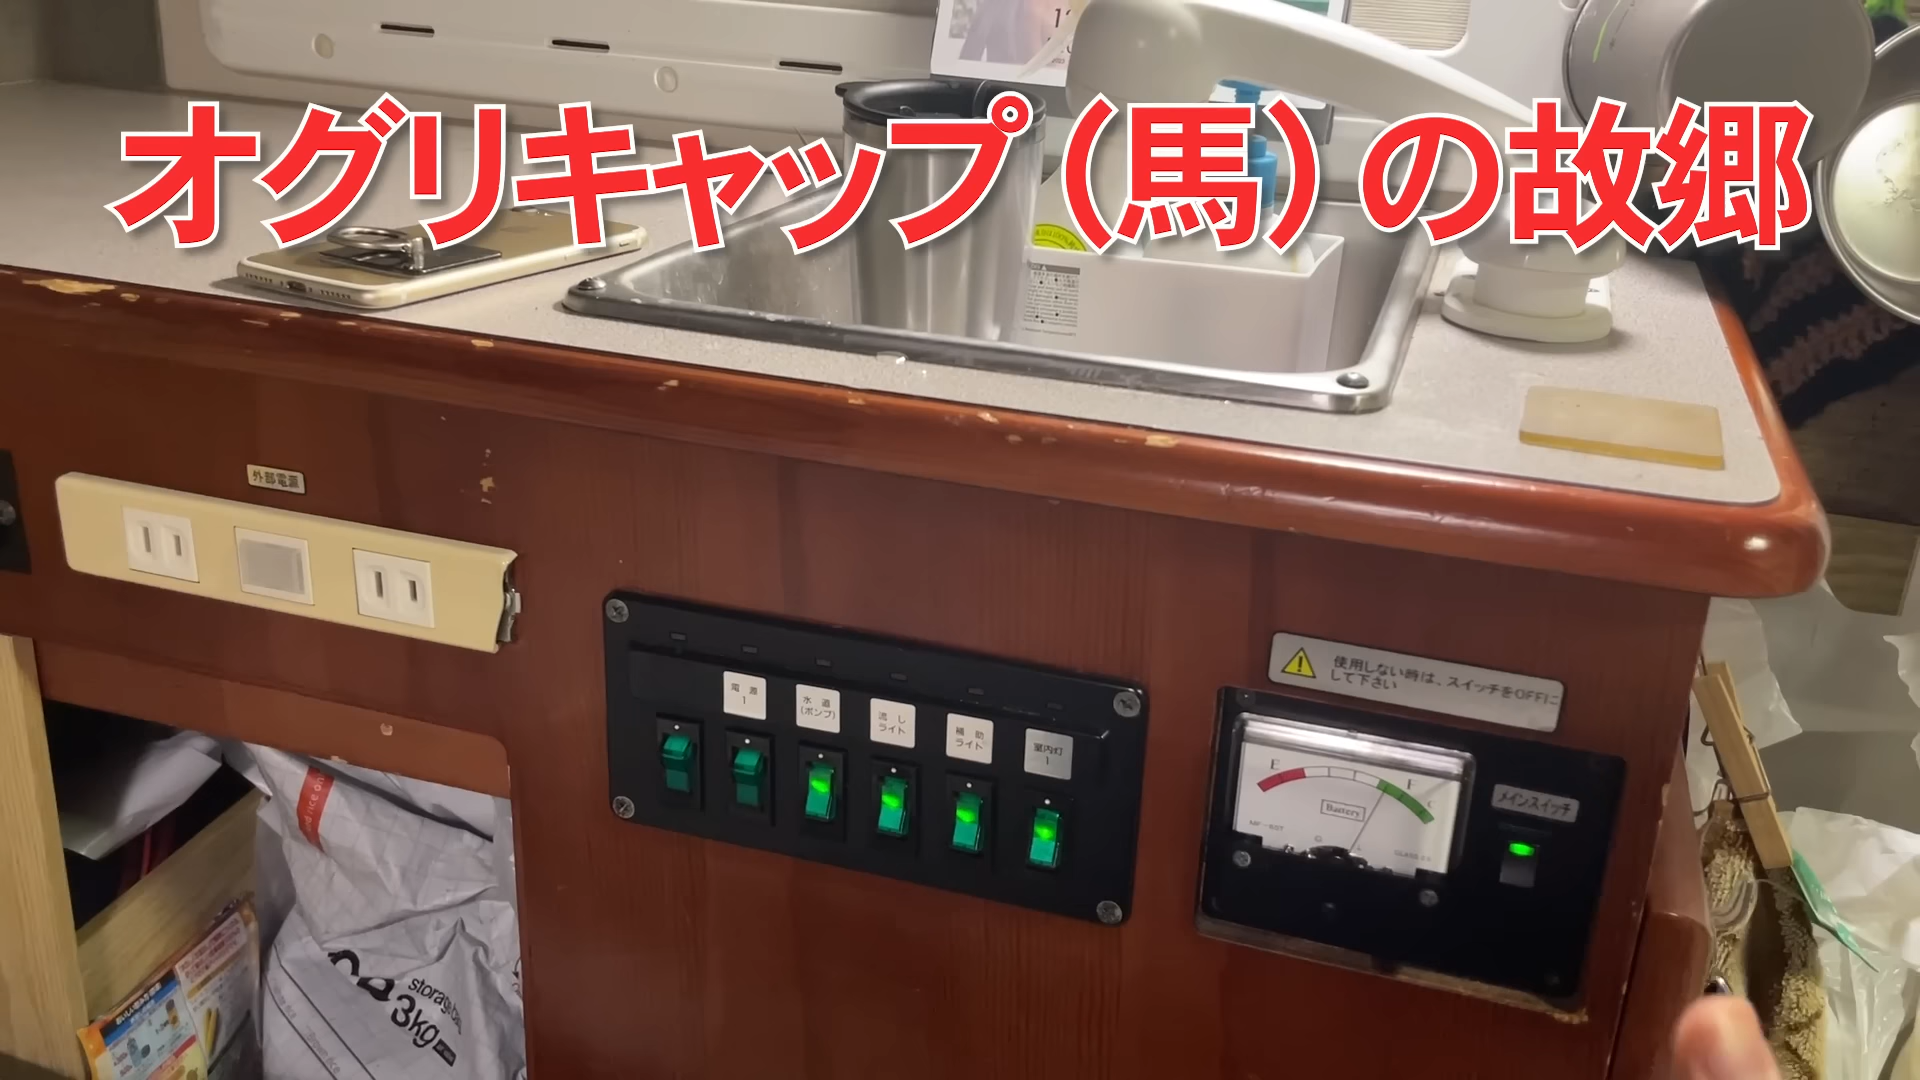 オグリキャップ（馬）の故郷
外部電源
電源
1
水道
（ポンプ）
流し
ライト
補助
ライト
室内灯
1
使用しない時は、スイッチをOFFに
して下さい
E F
Battery
メインスイッチ
storage
3kg